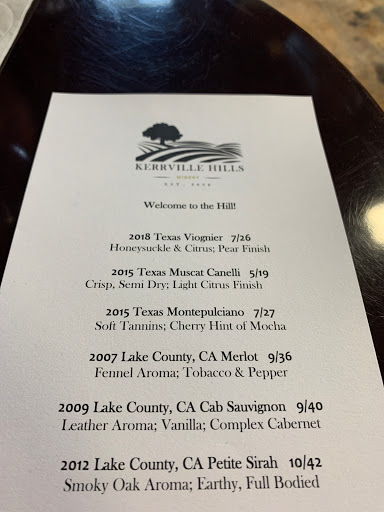 KERRVILLE HILLS
WINERY
EST. 2008
Welcome to the Hill!
2018 Texas Viognier 7/26
Honeysuckle & Citrus; Pear Finish
2015 Texas Muscat Canelli 5/19
Crisp, Semi Dry; Light Citrus Finish
2015 Texas Montepulciano 7/27
Soft Tannins; Cherry Hint of Mocha
2007 Lake County, CA Merlot 9/36
Fennel Aroma; Tobacco & Pepper
2009 Lake County, CA Cab Sauvignon 9/40
Leather Aroma; Vanilla; Complex Cabernet
2012 Lake County, CA Petite Sirah 10/42
Smoky Oak Aroma; Earthy, Full Bodied